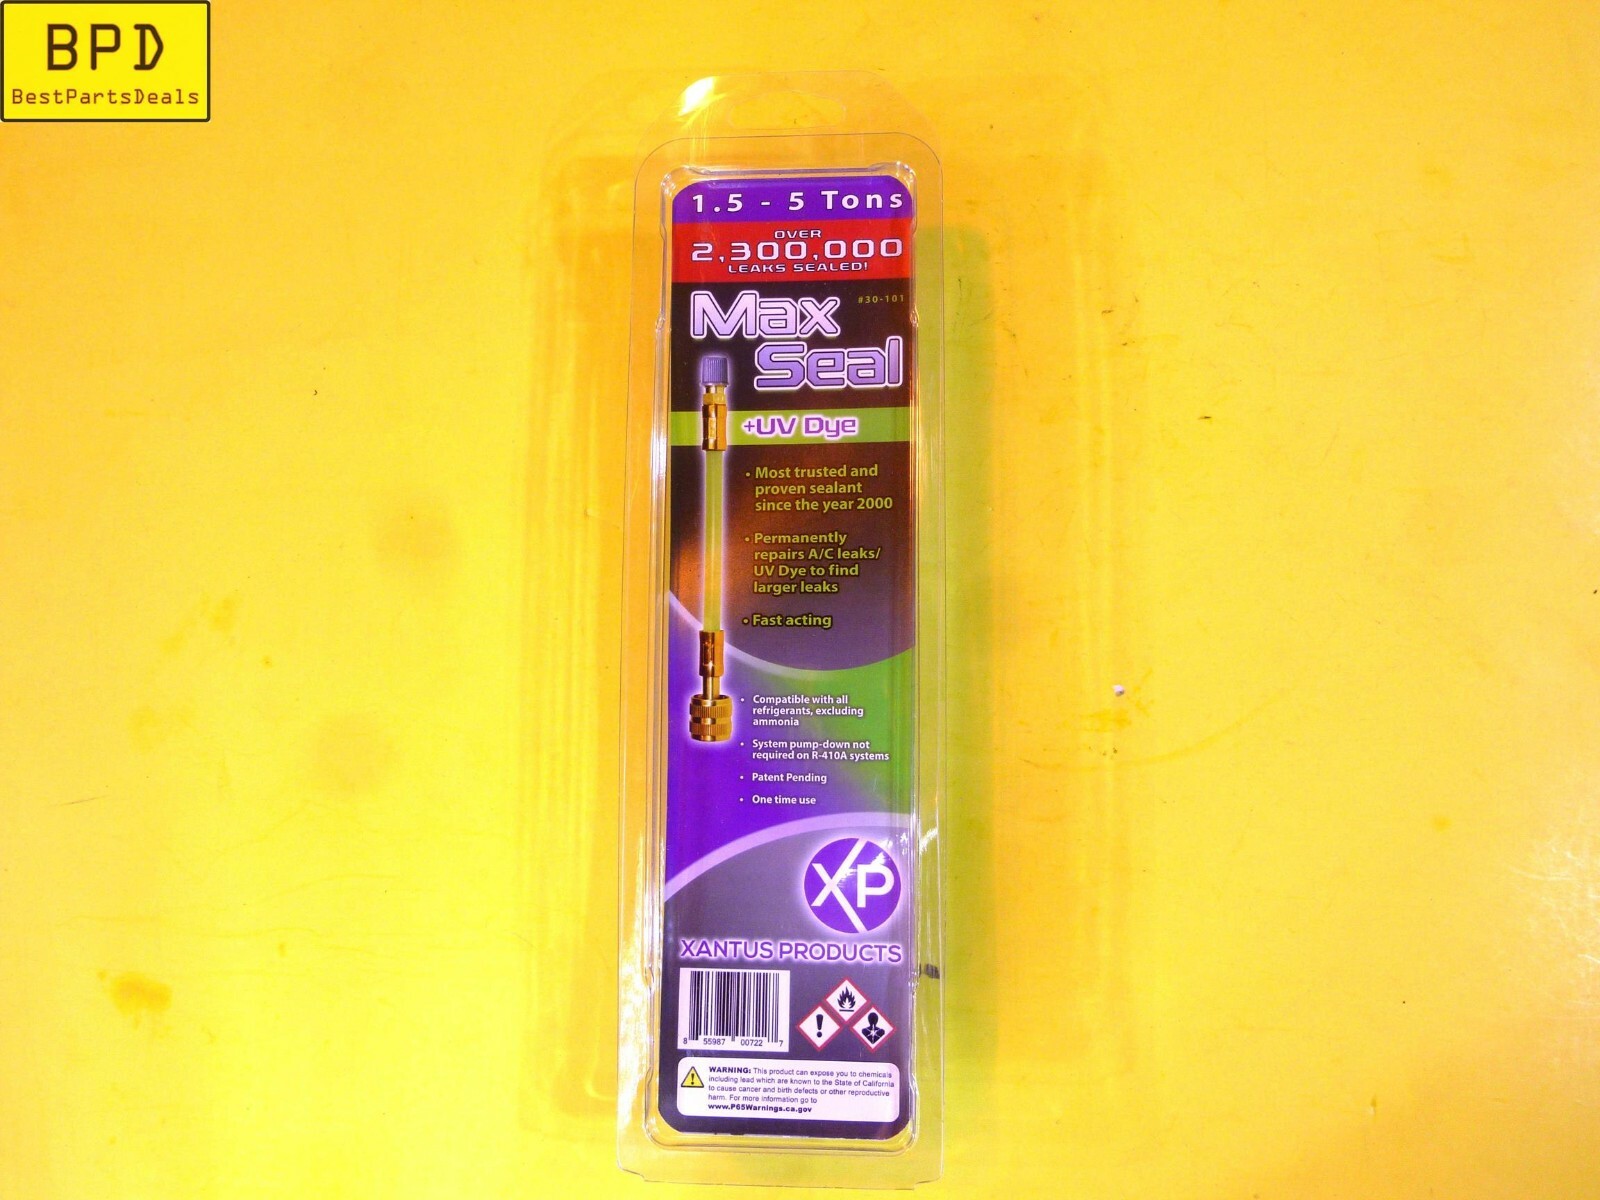 BPD
BestPartsDeals
1.5 - 5 Tons
OVER
2,300,000
LEAKS SEALED!
#30-101
Max
Seal
+UV Dye
• Most trusted and
proven sealant
since the year 2000
• Permanently
repairs A/C leaks/
UV Dye to find
larger leaks
• Fast acting
• Compatible with all
refrigerants, excluding
ammonia
• System pump-down not
required on R-410A systems
• Patent Pending
• One time use
XP
XANTUS PRODUCTS
8 55987 00722 7
WARNING: This product can expose you to chemicals
including lead which are known to the State of California
to cause cancer and birth defects or other reproductive
harm. For more information go to
www.P65Warnings.ca.gov